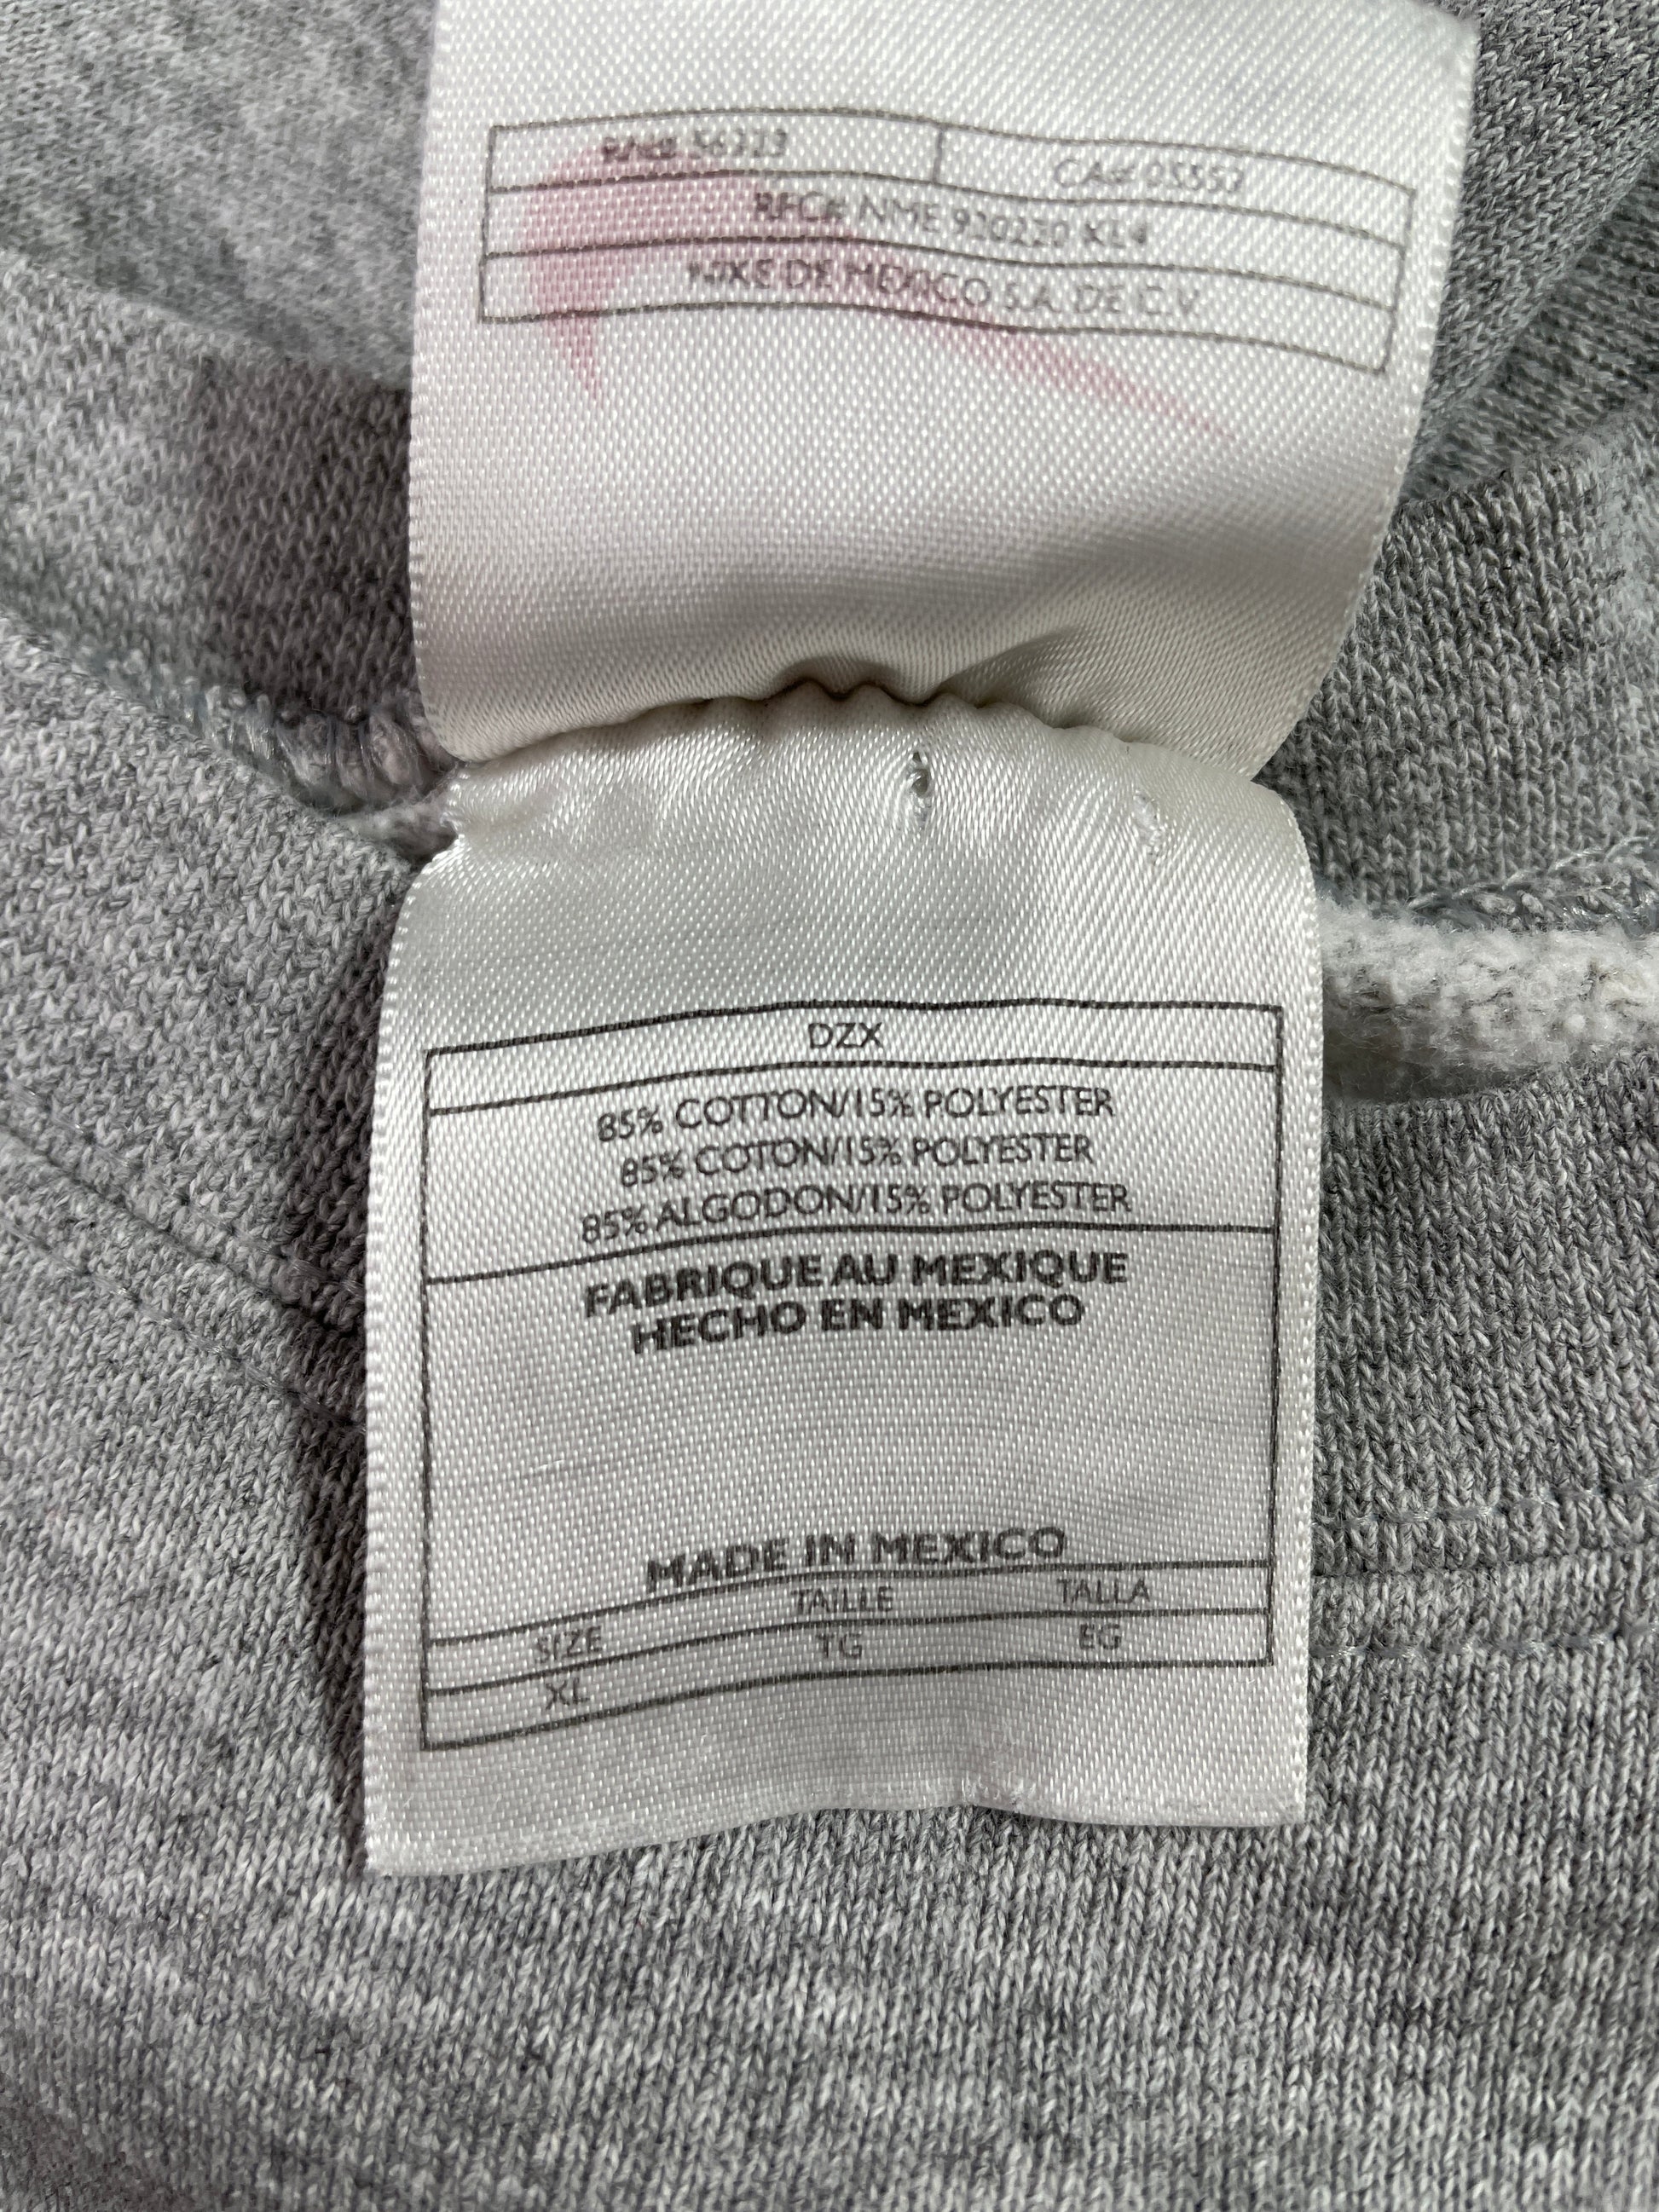 RN# 56323 CA# 05553
RFC# NME 920220 KL4
NIKE DE MEXICO S.A. DE C.V
DZX
85% COTTON/15% POLYESTER
85% COTON/15% POLYESTER
85% ALGODON/15% POLYESTER
FABRIQUE AU MEXIQUE
HECHO EN MEXICO
MADE IN MEXICO
SIZE TAILLE TALLA
XL TG EG